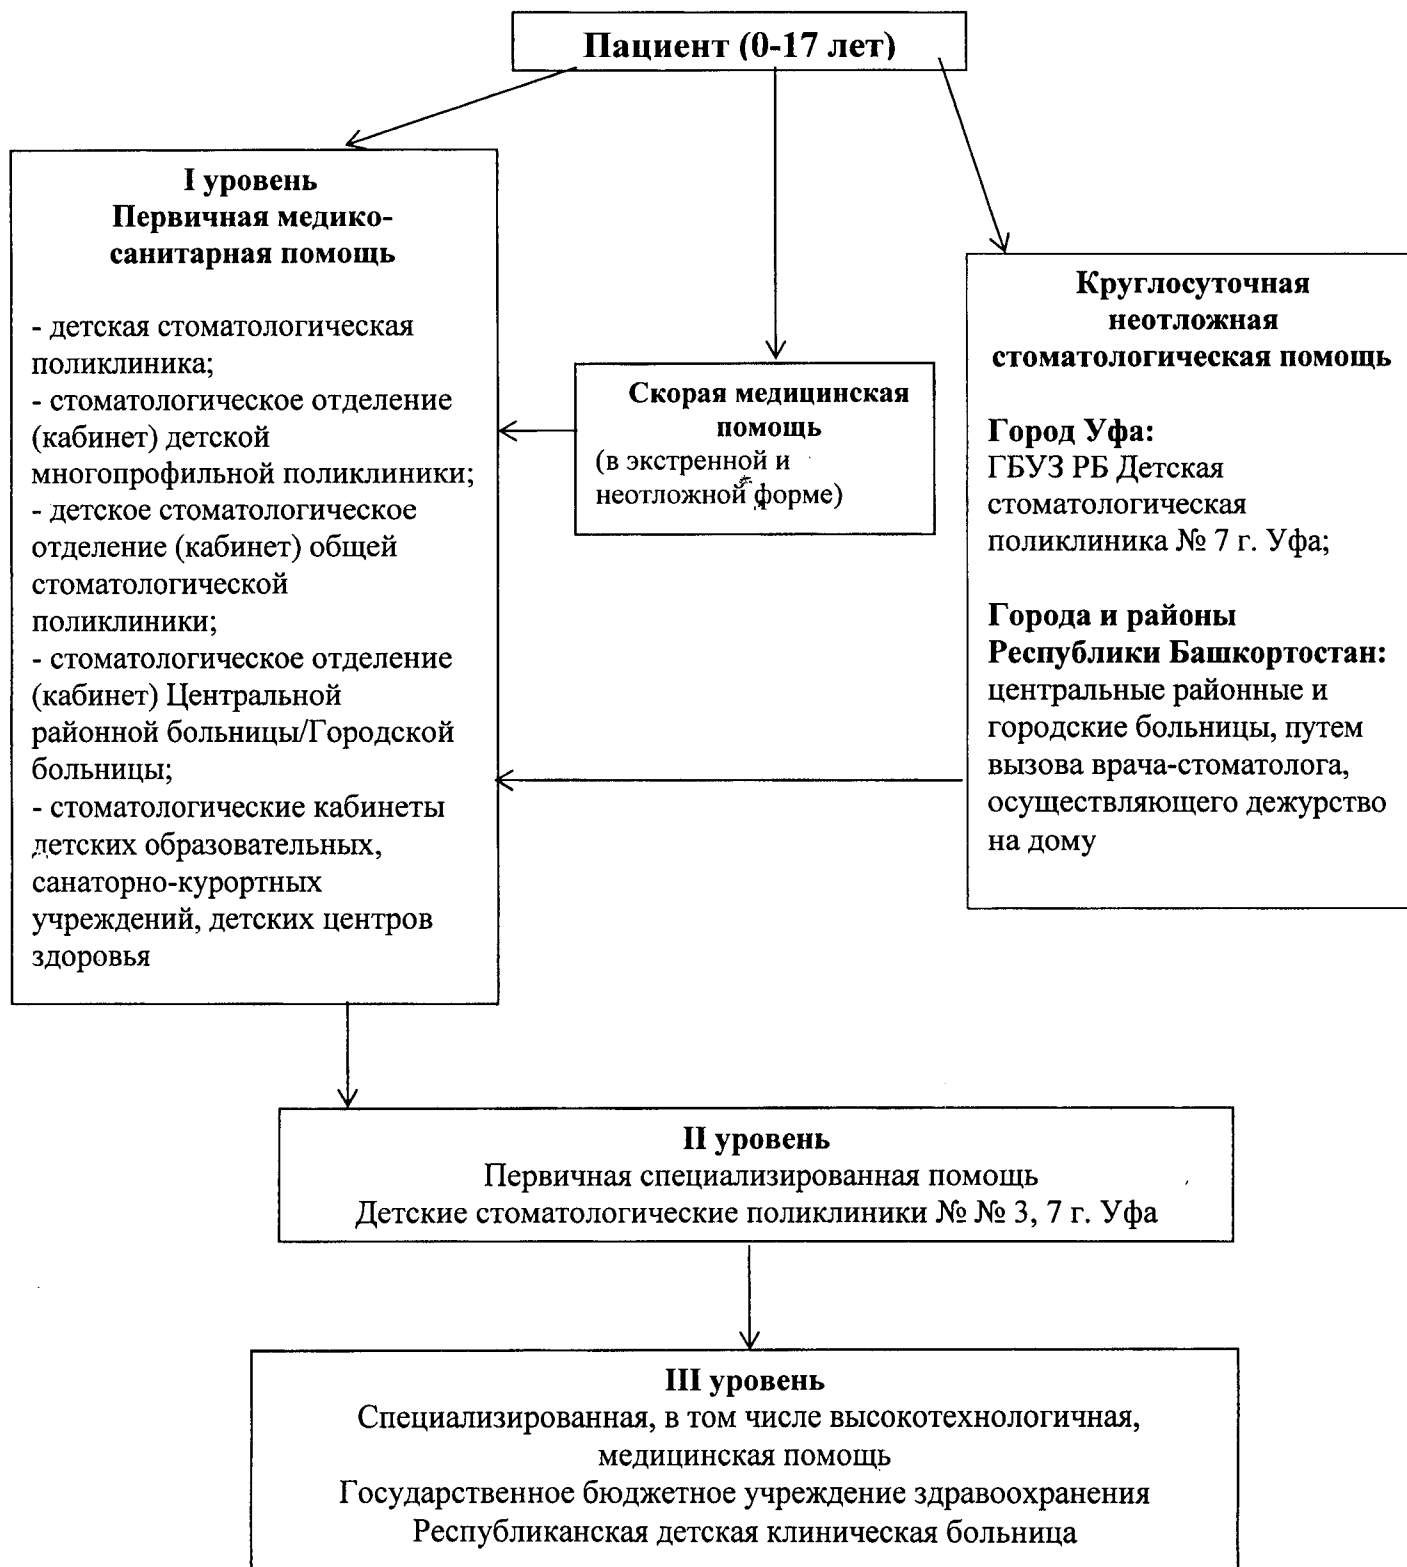 Пациент (0-17 лет)
I уровень
Первичная медико-
санитарная помощь
- детская стоматологическая
поликлиника;
- стоматологическое отделение
(кабинет) детской
многопрофильной поликлиники;
- детское стоматологическое
отделение (кабинет) общей
стоматологической
поликлиники;
- стоматологическое отделение
(кабинет) Центральной
районной больницы/Городской
больницы;
- стоматологические кабинеты
детских образовательных,
санаторно-курортных
учреждений, детских центров
здоровья
Скорая медицинская
помощь
(в экстренной и
неотложной форме)
Круглосуточная
неотложная
стоматологическая помощь
Город Уфа:
ГБУЗ РБ Детская
стоматологическая
поликлиника № 7 г. Уфа;
Города и районы
Республики Башкортостан:
центральные районные и
городские больницы, путем
вызова врача-стоматолога,
осуществляющего дежурство
на дому
II уровень
Первичная специализированная помощь
Детские стоматологические поликлиники № № 3, 7 г. Уфа
III уровень
Специализированная, в том числе высокотехнологичная,
медицинская помощь
Государственное бюджетное учреждение здравоохранения
Республиканская детская клиническая больница